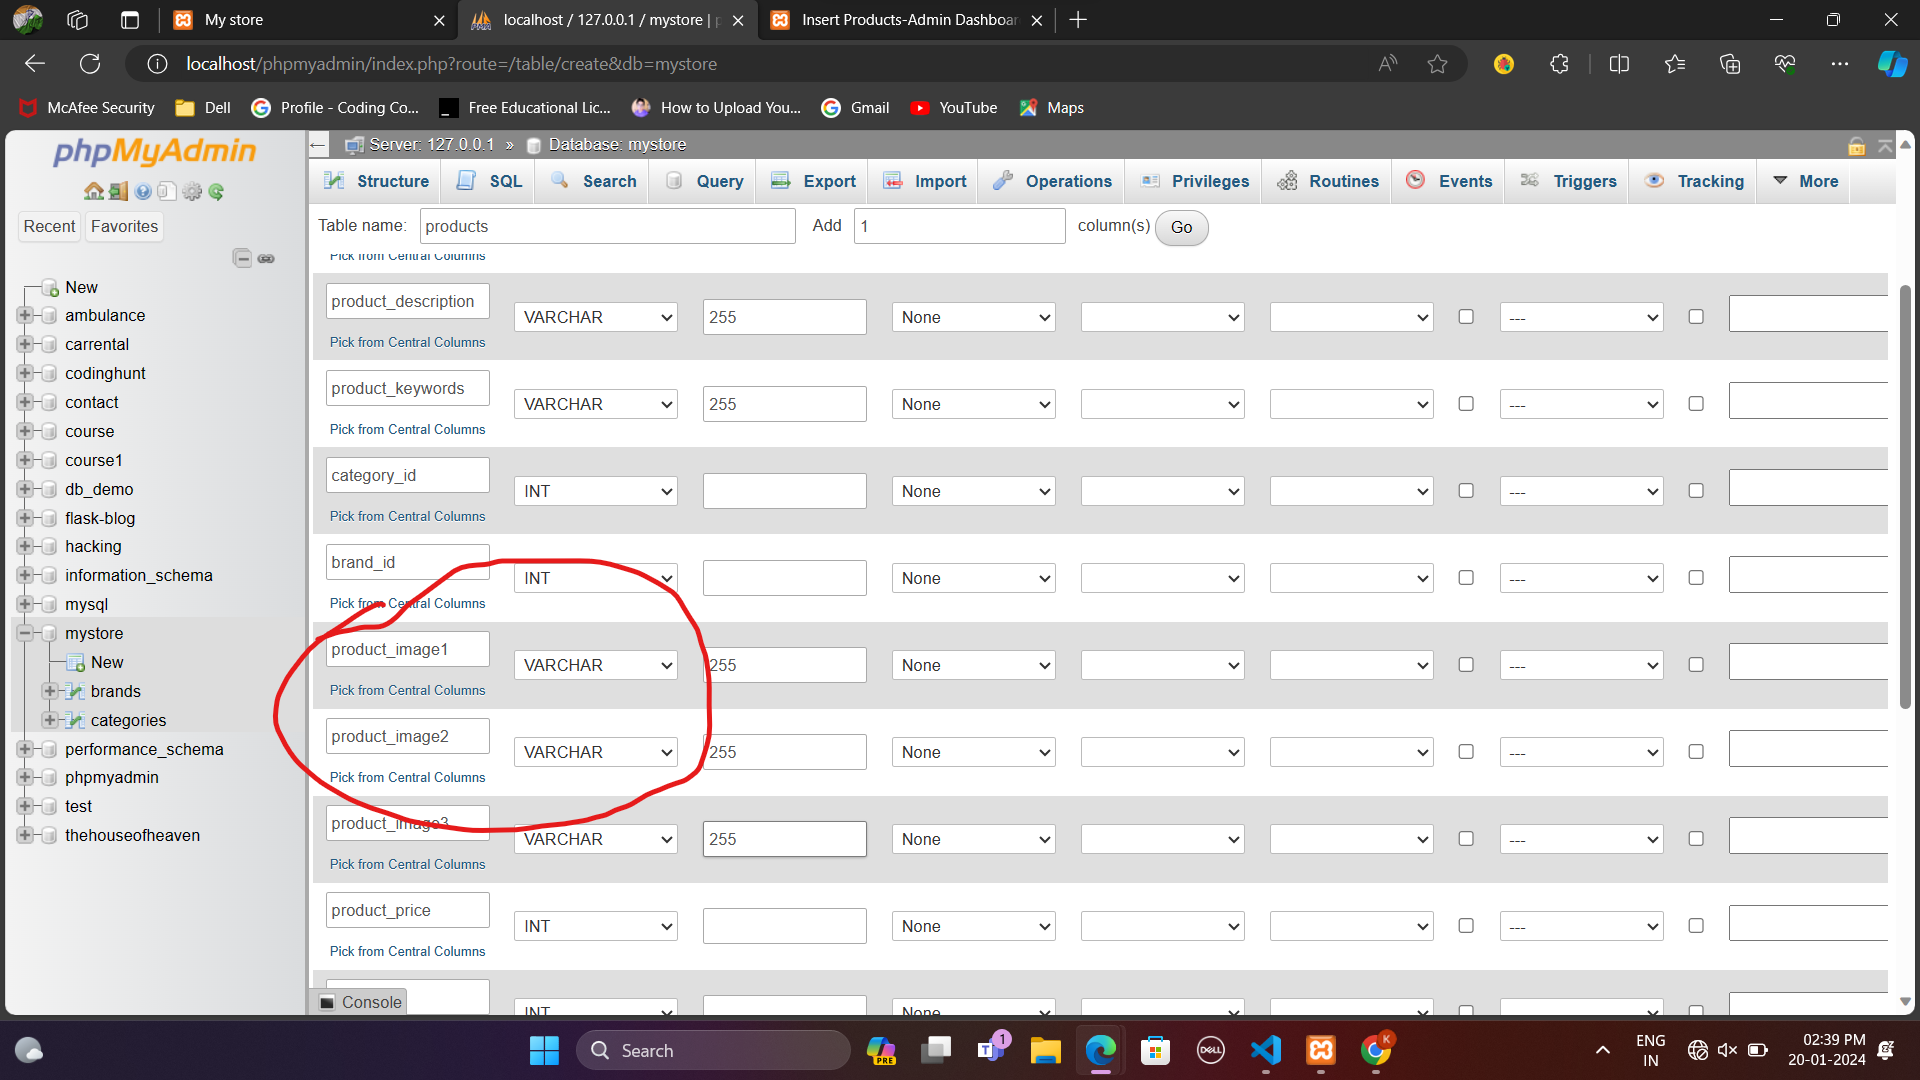 My store
localhost / 127.0.0.1 / mystore | p
Insert Products-Admin Dashboar
localhost/phpmyadmin/index.php?route=/table/create&db=mystore
McAfee Security
Dell
Profile - Coding Co...
Free Educational Lic...
How to Upload You...
Gmail
YouTube
Maps
phpMyAdmin
Recent
Favorites
New
ambulance
carrental
codinghunt
contact
course
course1
db_demo
flask-blog
hacking
information_schema
mysql
mystore
New
brands
categories
performance_schema
phpmyadmin
test
thehouseofheaven
Server: 127.0.0.1 » Database: mystore
Structure SQL Search Query Export Import Operations Privileges Routines Events Triggers Tracking More
Table name: products Add 1 column(s) Go
Pick from Central Columns
product_description VARCHAR 255 None ---
Pick from Central Columns
product_keywords VARCHAR 255 None ---
Pick from Central Columns
category_id INT None ---
Pick from Central Columns
brand_id INT None ---
Pick from Central Columns
product_image1 VARCHAR 255 None ---
Pick from Central Columns
product_image2 VARCHAR 255 None ---
Pick from Central Columns
product_image3 VARCHAR 255 None ---
Pick from Central Columns
product_price INT None ---
Pick from Central Columns
INT None ---
Console
Search
PRE
1
DELL
K
ENG
IN
02:39 PM
20-01-2024